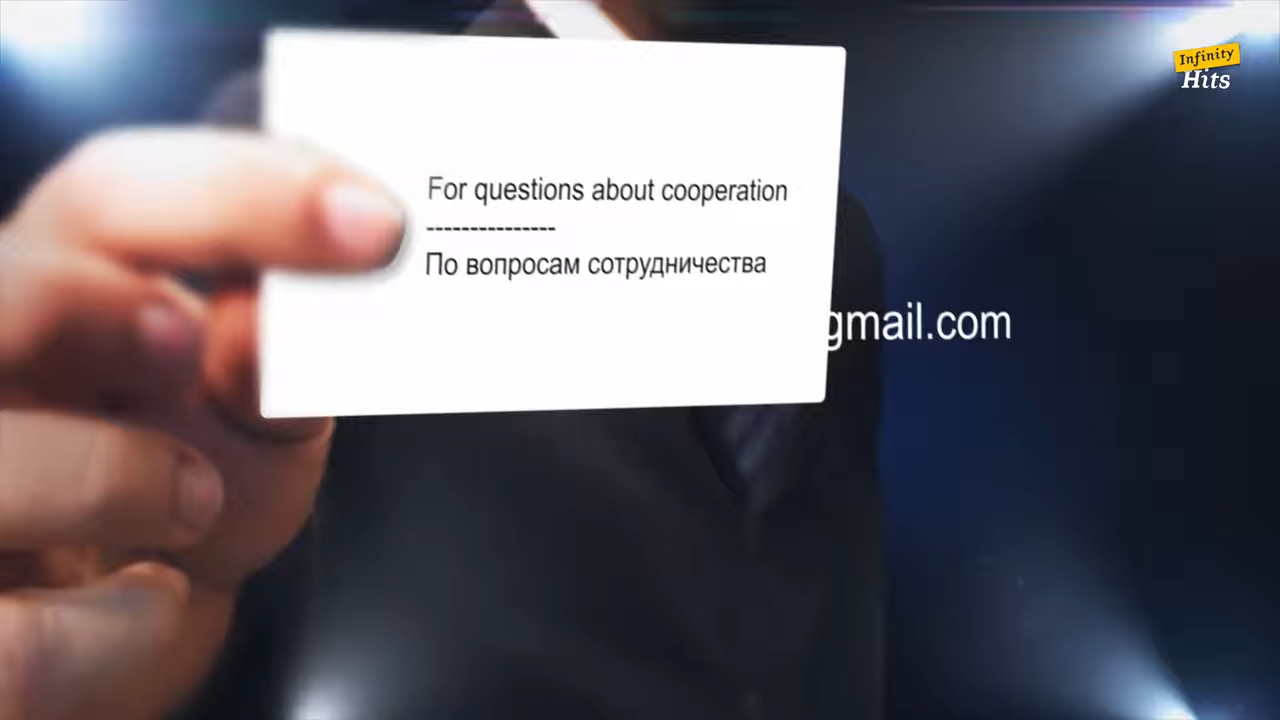 Infinity
Hits
For questions about cooperation
---------------
По вопросам сотрудничества
gmail.com